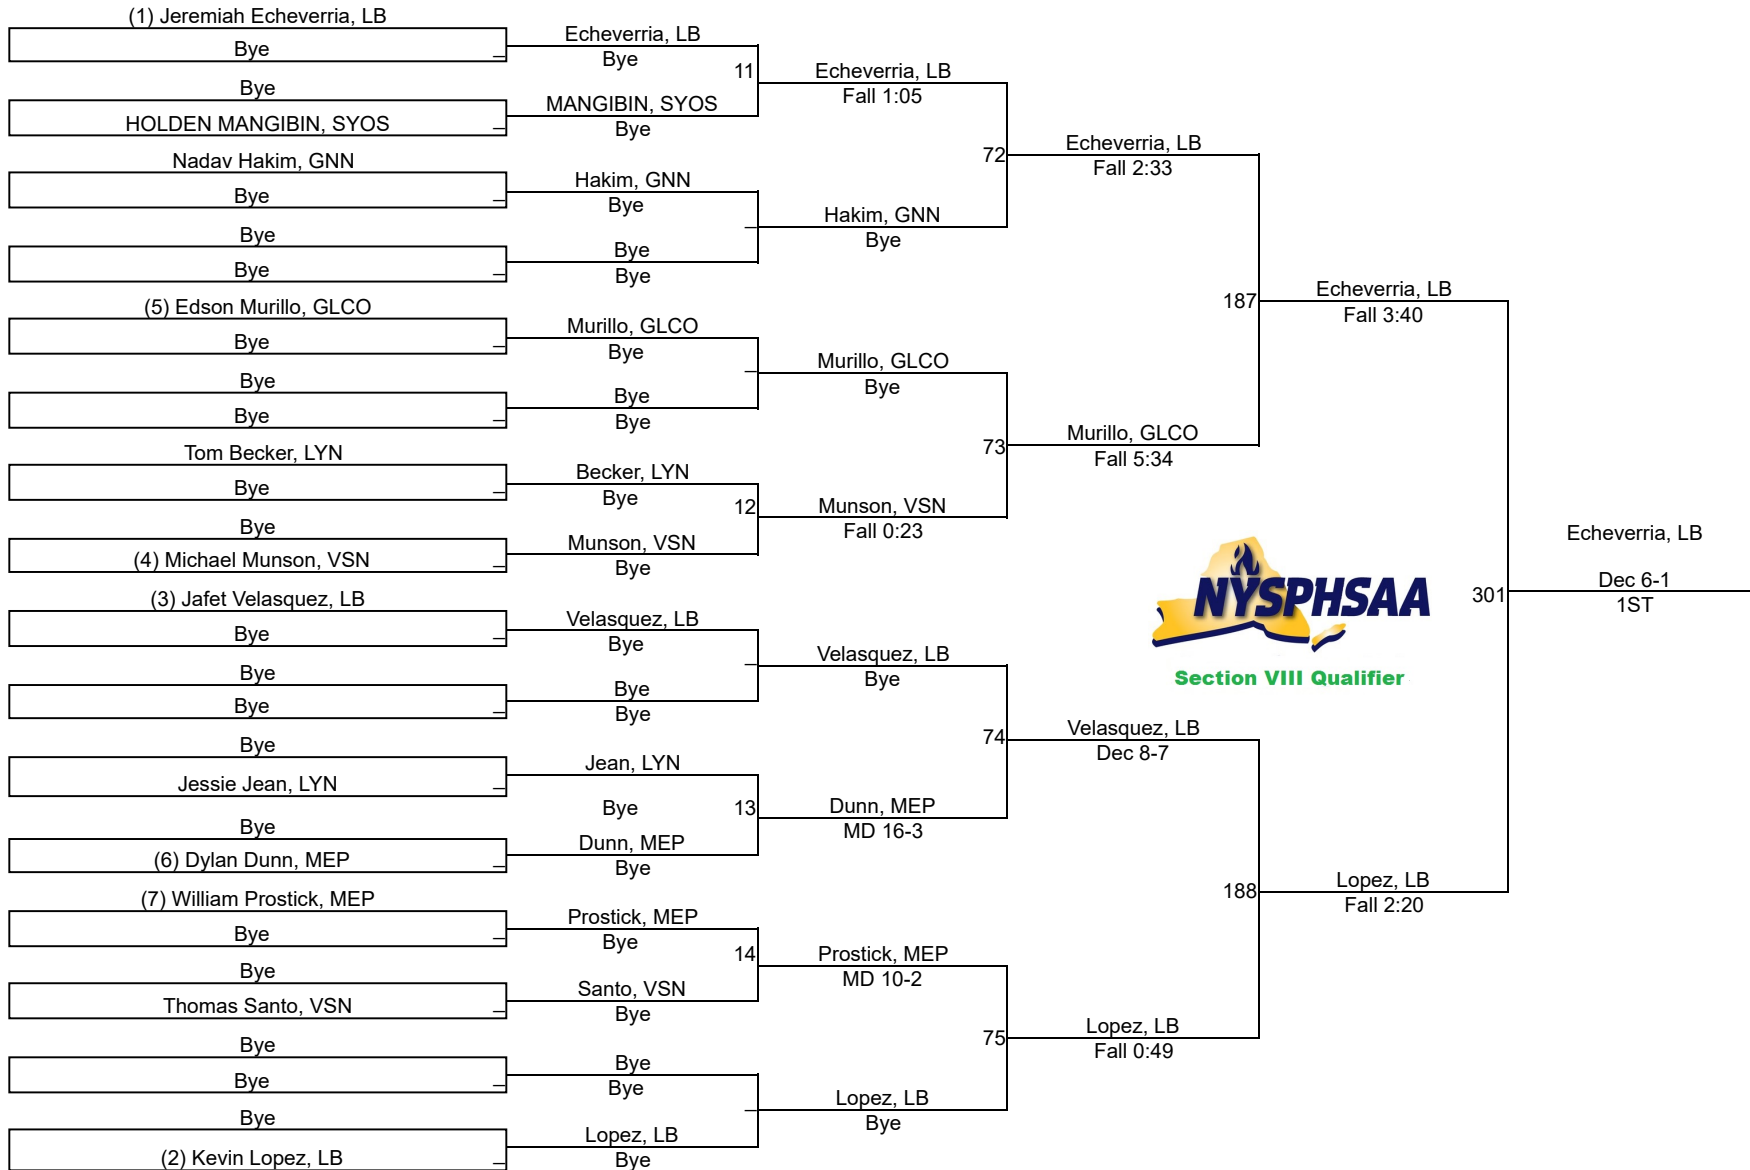 (1) Jeremiah Echeverria, LB
Bye
Bye
HOLDEN MANGIBIN, SYOS
Nadav Hakim, GNN
Bye
Bye
Bye
(5) Edson Murillo, GLCO
Bye
Bye
Bye
Tom Becker, LYN
Bye
Bye
(4) Michael Munson, VSN
(3) Jafet Velasquez, LB
Bye
Bye
Bye
Bye
Jessie Jean, LYN
Bye
(6) Dylan Dunn, MEP
(7) William Prostick, MEP
Bye
Bye
Thomas Santo, VSN
Bye
Bye
Bye
(2) Kevin Lopez, LB
Echeverria, LB
Bye
11
MANGIBIN, SYOS
Bye
Hakim, GNN
Bye
Bye
Bye
Murillo, GLCO
Bye
Bye
Bye
Becker, LYN
Bye
12
Munson, VSN
Bye
Velasquez, LB
Bye
Bye
Bye
Jean, LYN
Bye
13
Dunn, MEP
Bye
Prostick, MEP
Bye
14
Santo, VSN
Bye
Bye
Bye
Lopez, LB
Bye
Echeverria, LB
Fall 1:05
72
Hakim, GNN
Bye
Murillo, GLCO
Bye
73
Munson, VSN
Fall 0:23
Velasquez, LB
Bye
74
Dunn, MEP
MD 16-3
Prostick, MEP
MD 10-2
75
Lopez, LB
Bye
Echeverria, LB
Fall 2:33
187
Murillo, GLCO
Fall 5:34
NYSPHSAA
Section VIII Qualifier
Velasquez, LB
Dec 8-7
188
Lopez, LB
Fall 0:49
Echeverria, LB
Fall 3:40
301
Lopez, LB
Fall 2:20
Echeverria, LB
Dec 6-1
1ST